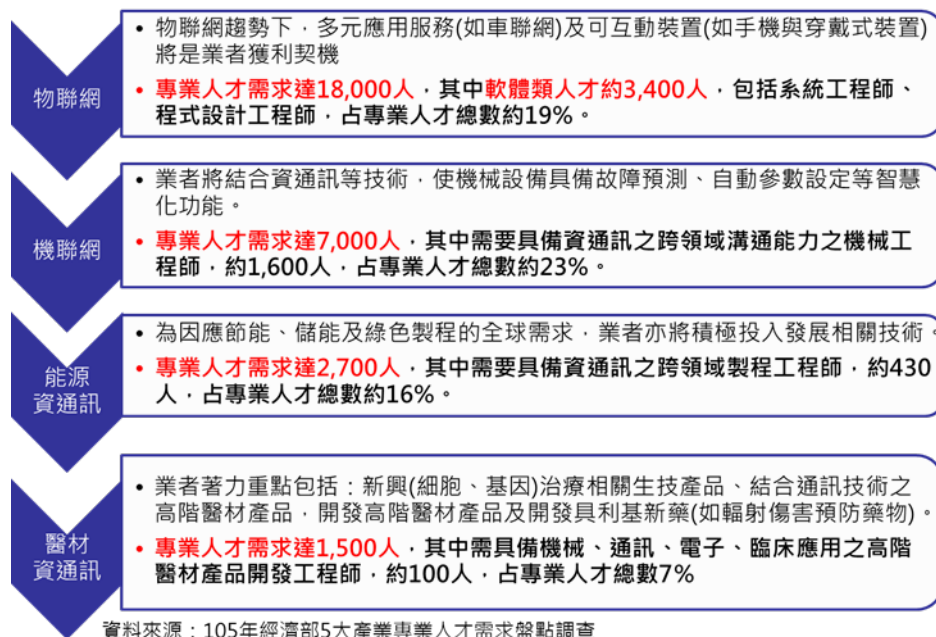 物聯網
• 物聯網趨勢下，多元應用服務(如車聯網)及可互動裝置(如手機與穿戴式裝置)
將是業者獲利契機
• 專業人才需求達18,000人，其中軟體類人才約3,400人，包括系統工程師、
程式設計工程師，占專業人才總數約19%。
機聯網
• 業者將結合資通訊等技術，使機械設備具備故障預測、自動參數設定等智慧
化功能。
• 專業人才需求達7,000人，其中需要具備資通訊之跨領域溝通能力之機械工
程師，約1,600人，占專業人才總數約23%。
能源
資通訊
• 為因應節能、儲能及綠色製程的全球需求，業者亦將積極投入發展相關技術。
• 專業人才需求達2,700人，其中需要具備資通訊之跨領域製程工程師，約430
人，占專業人才總數約16%。
醫材
資通訊
• 業者著力重點包括：新興(細胞、基因)治療相關生技產品、結合通訊技術之
高階醫材產品，開發高階醫材產品及開發具利基新藥(如輻射傷害預防藥物)。
• 專業人才需求達1,500人，其中需具備機械、通訊、電子、臨床應用之高階
醫材產品開發工程師，約100人，占專業人才總數7%
資料來源：105年經濟部5大產業專業人才需求盤點調查